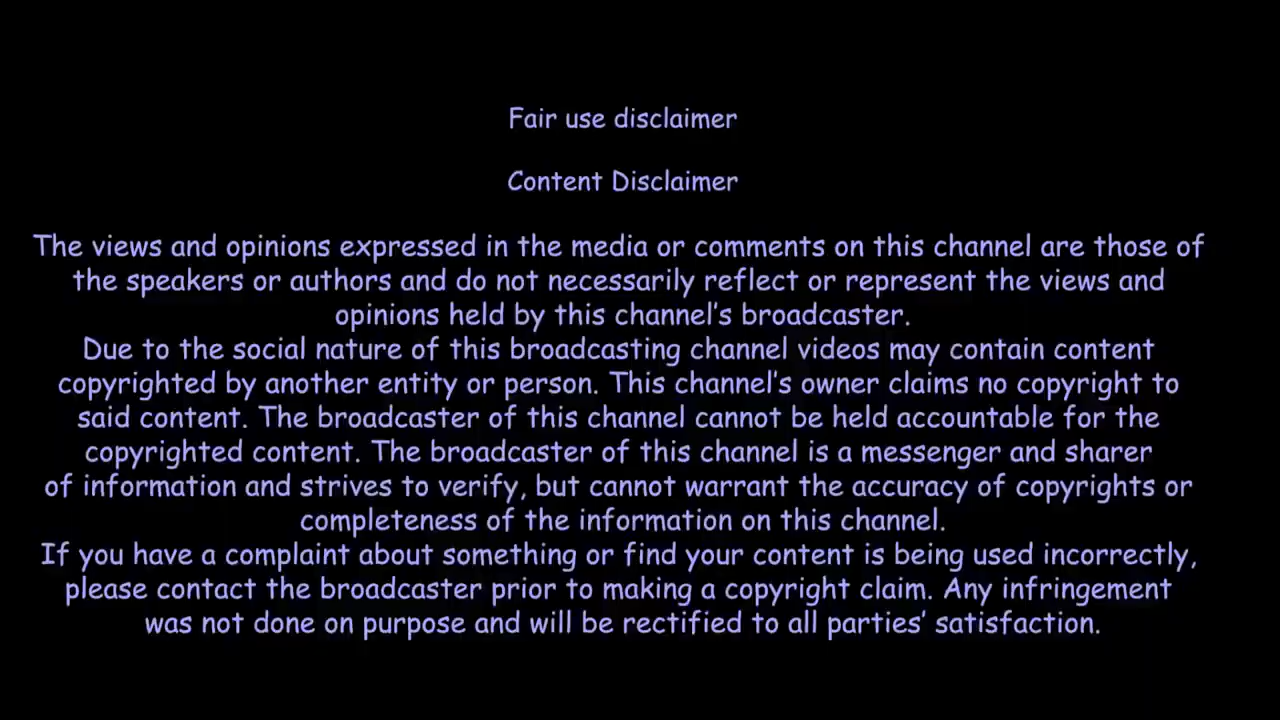 Fair use disclaimer
Content Disclaimer
The views and opinions expressed in the media or comments on this channel are those of
the speakers or authors and do not necessarily reflect or represent the views and
opinions held by this channel's broadcaster.
Due to the social nature of this broadcasting channel videos may contain content
copyrighted by another entity or person. This channel's owner claims no copyright to
said content. The broadcaster of this channel cannot be held accountable for the
copyrighted content. The broadcaster of this channel is a messenger and sharer
of information and strives to verify, but cannot warrant the accuracy of copyrights or
completeness of the information on this channel.
If you have a complaint about something or find your content is being used incorrectly,
please contact the broadcaster prior to making a copyright claim. Any infringement
was not done on purpose and will be rectified to all parties’ satisfaction.